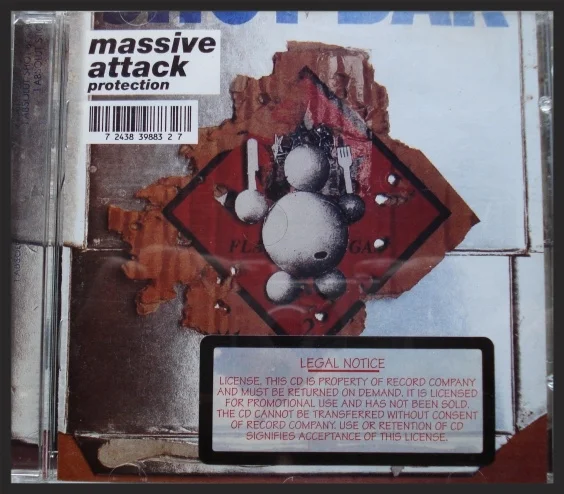 massive
attack
protection
7 2438 39883 2 7
LEGAL NOTICE
LICENSE. THIS CD IS PROPERTY OF RECORD COMPANY
AND MUST BE RETURNED ON DEMAND. IT IS LICENSED
FOR PROMOTIONAL USE AND HAS NOT BEEN SOLD.
THE CD CANNOT BE TRANSFERRED WITHOUT CONSENT
OF RECORD COMPANY. USE OR RETENTION OF CD
SIGNIFIES ACCEPTANCE OF THIS LICENSE.